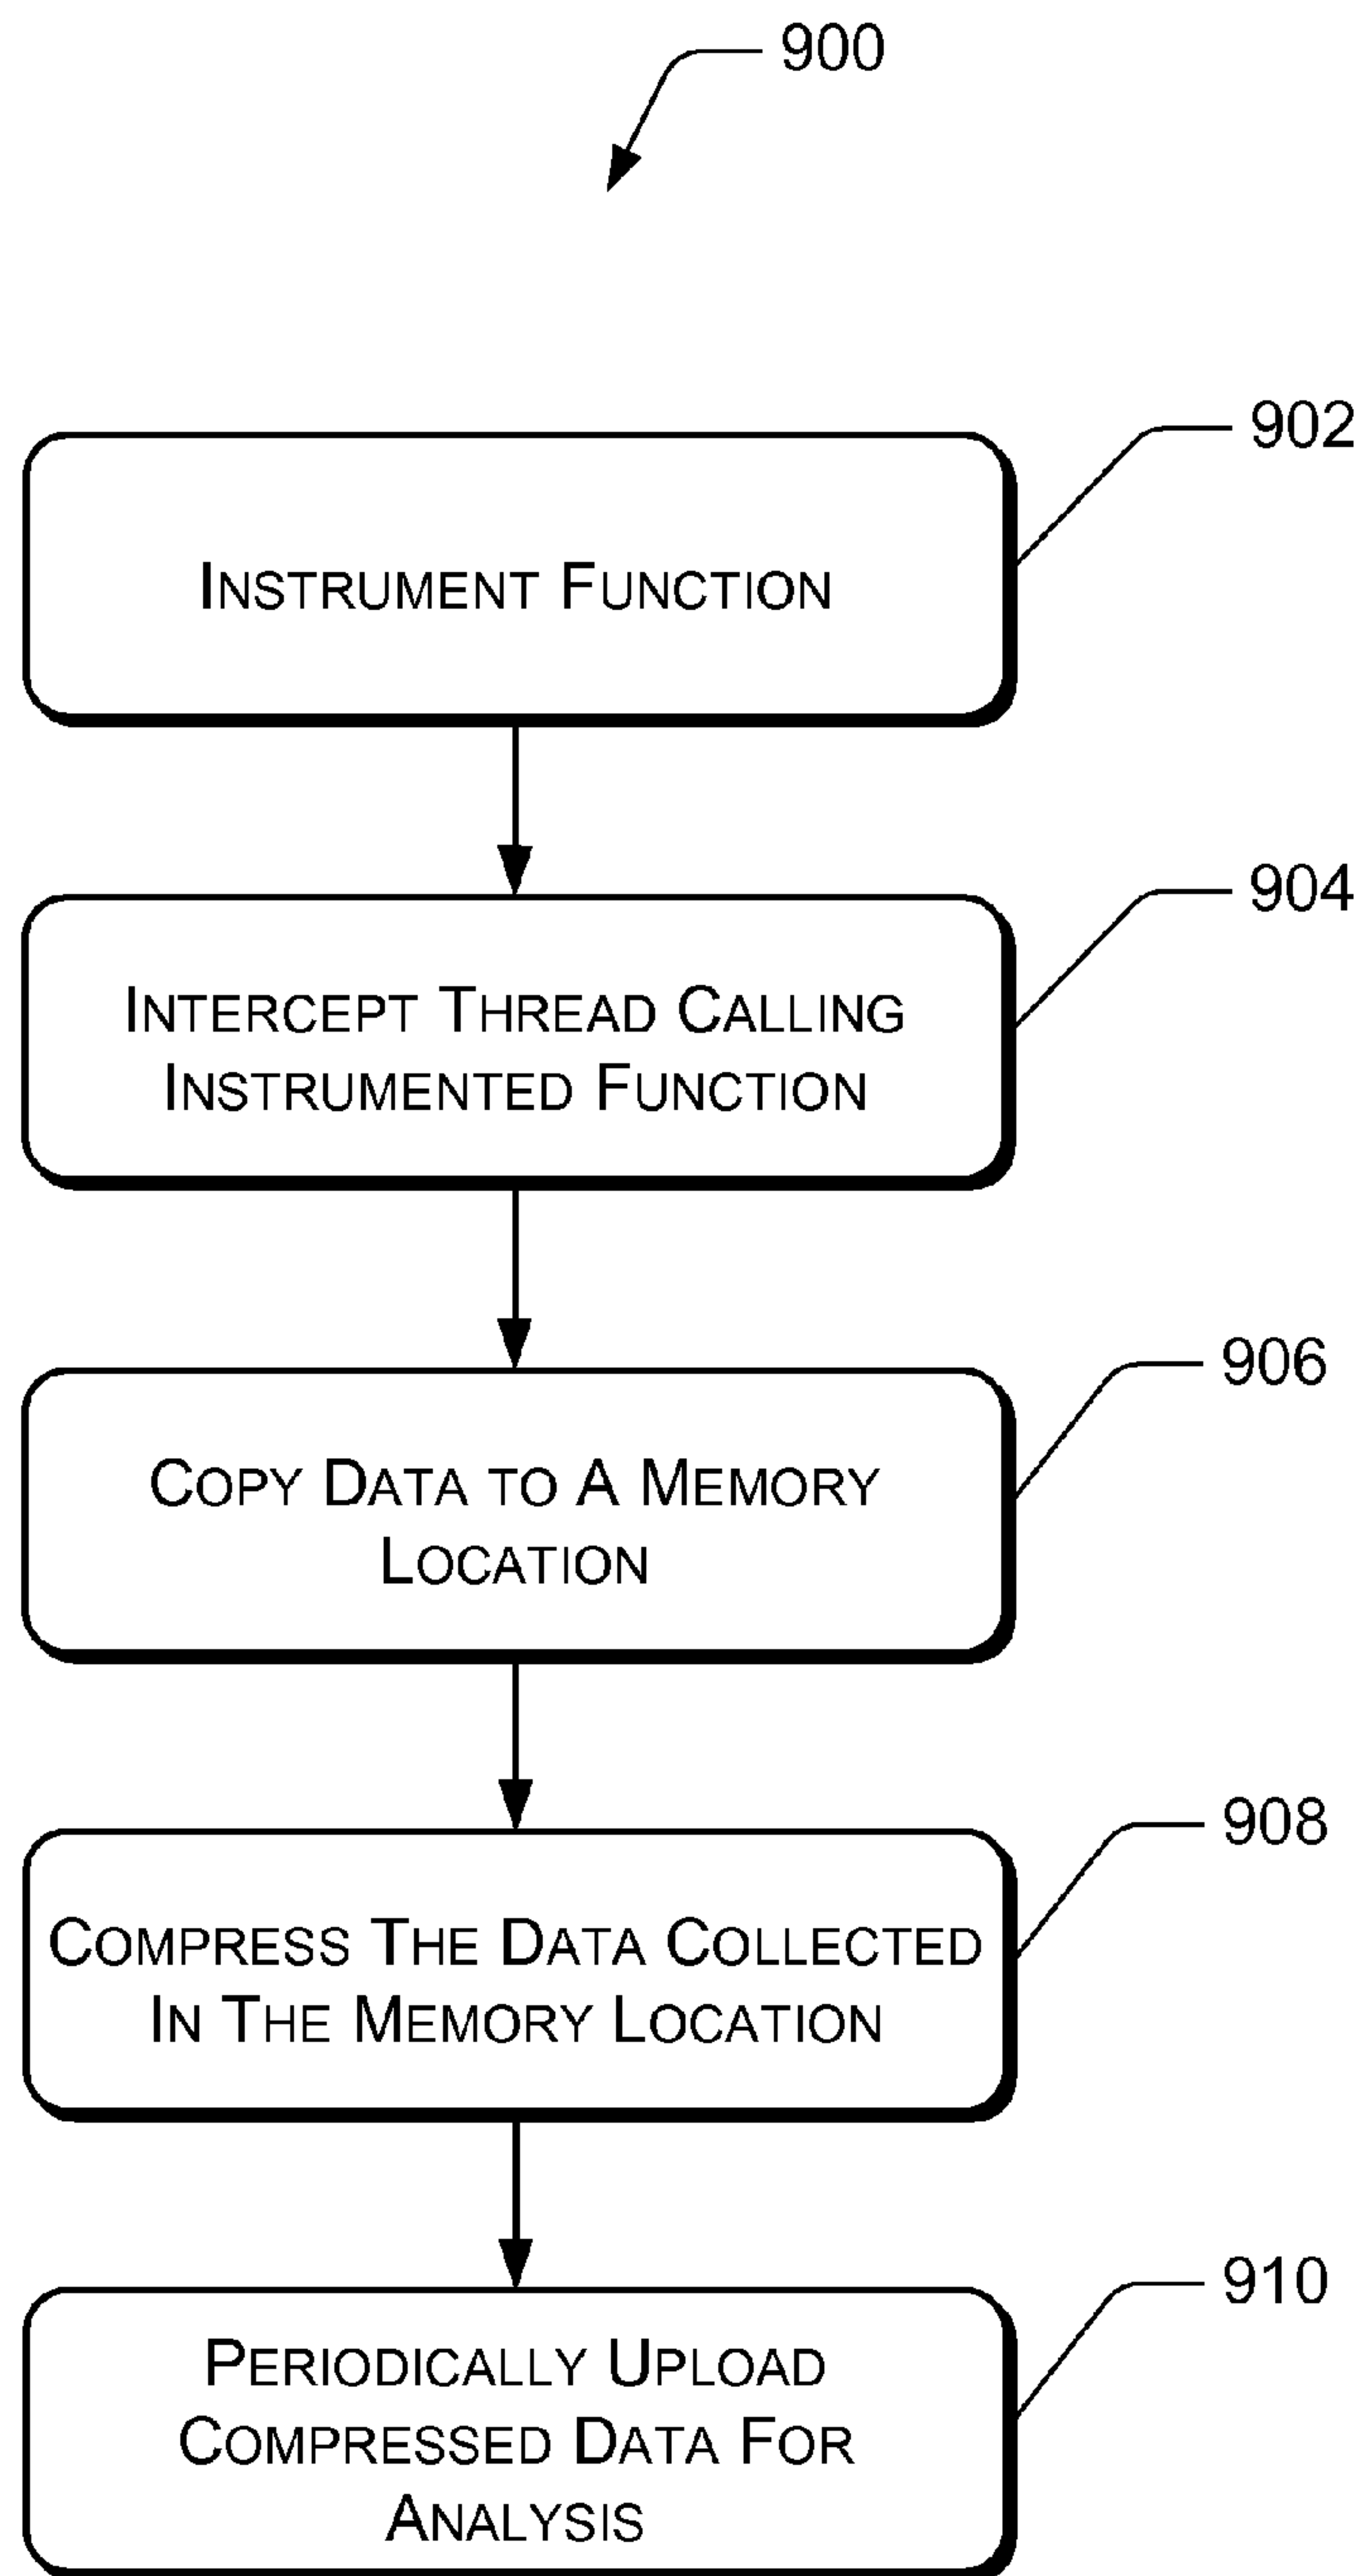 900
902
INSTRUMENT FUNCTION
904
INTERCEPT THREAD CALLING
INSTRUMENTED FUNCTION
906
COPY DATA TO A MEMORY
LOCATION
908
COMPRESS THE DATA COLLECTED
IN THE MEMORY LOCATION
910
PERIODICALLY UPLOAD
COMPRESSED DATA FOR
ANALYSIS